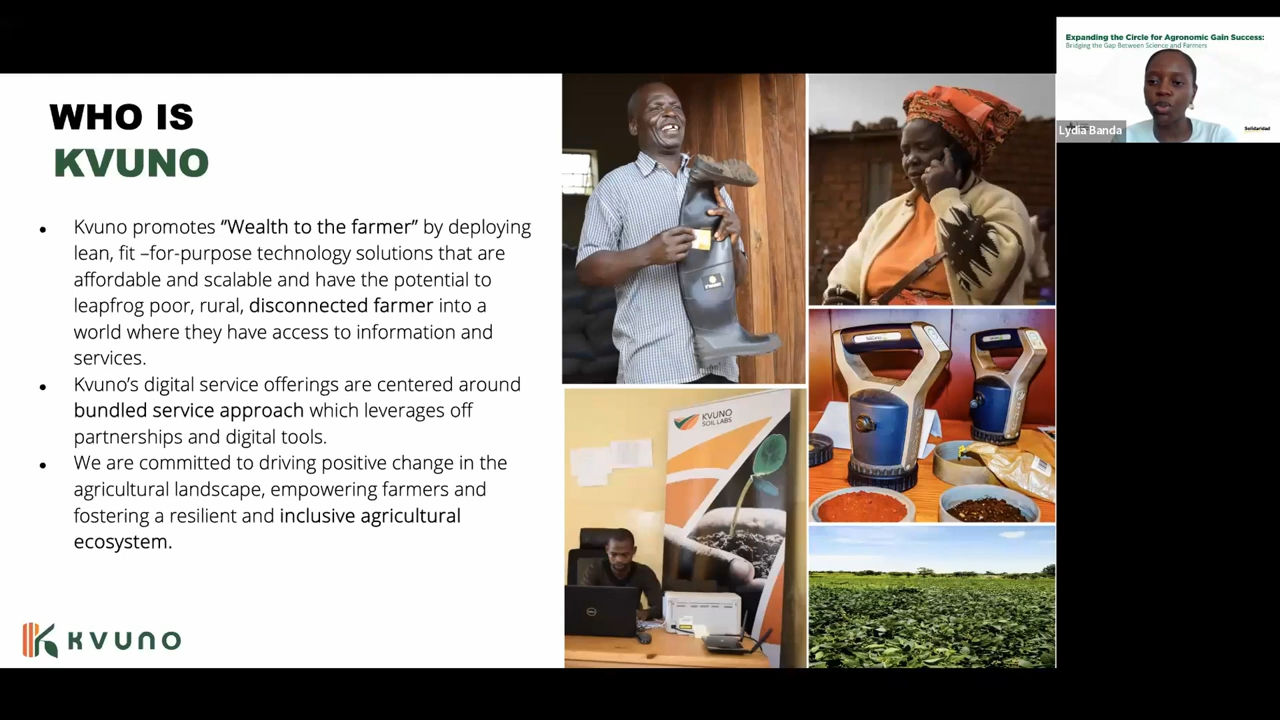 WHO IS
KVUNO
• Kvuno promotes “Wealth to the farmer” by deploying
lean, fit –for-purpose technology solutions that are
affordable and scalable and have the potential to
leapfrog poor, rural, disconnected farmer into a
world where they have access to information and
services.
• Kvuno’s digital service offerings are centered around
bundled service approach which leverages off
partnerships and digital tools.
• We are committed to driving positive change in the
agricultural landscape, empowering farmers and
fostering a resilient and inclusive agricultural
ecosystem.
KVUNO
KVUNO
SOIL LABS
DELL
Expanding the Circle for Agronomic Gain Success:
Bridging the Gap Between Science and Farmers
Lydia Banda
Solidaridad